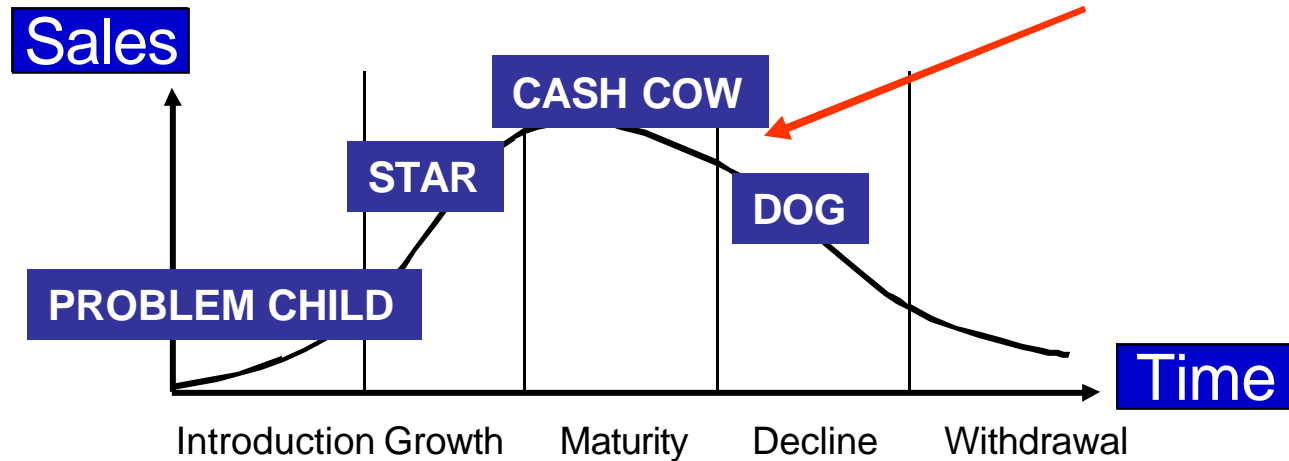 Sales
CASH COW
STAR
DOG
PROBLEM CHILD
Time
Introduction Growth Maturity Decline Withdrawal